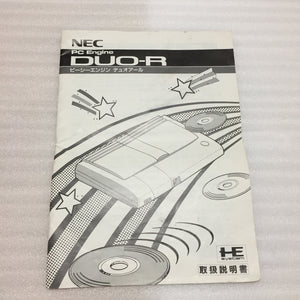 NEC
PC Engine
DUO-R
ピーシーエンジン デュオアール
HE
SYSTEM
取扱説明書